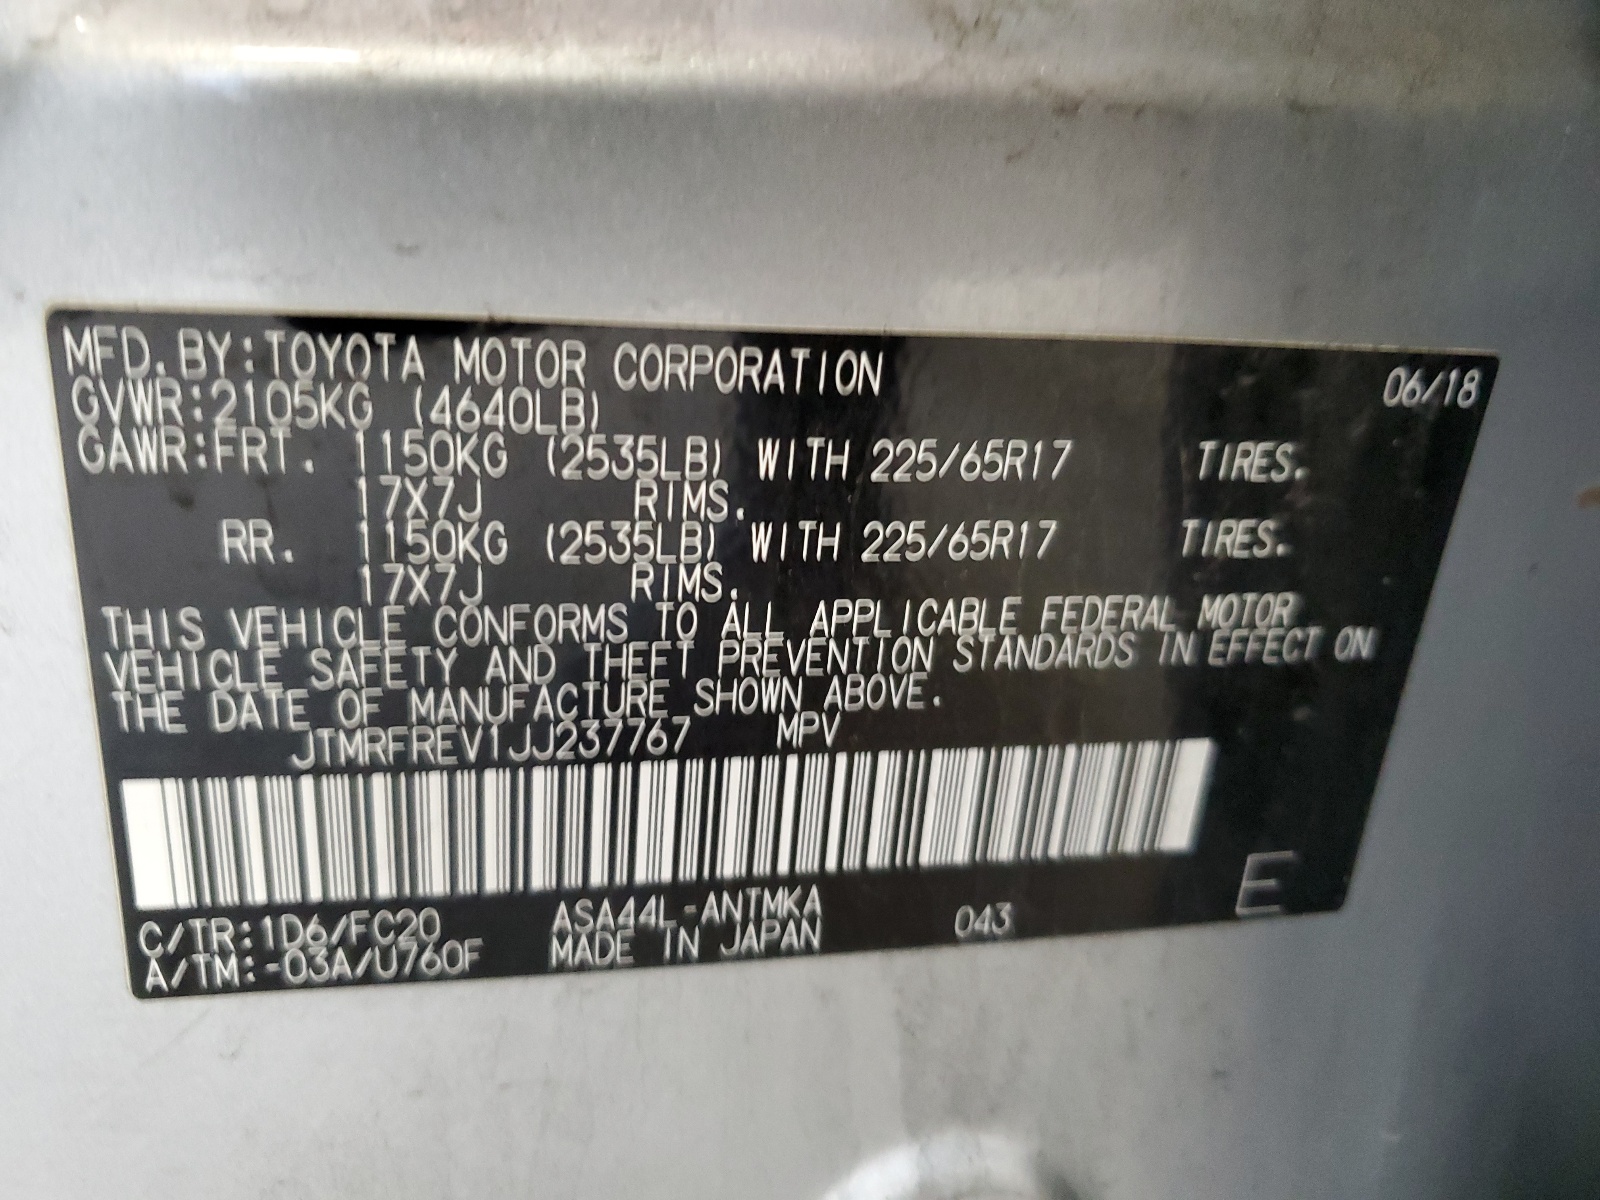 MFD. BY: TOYOTA MOTOR CORPORATION 06/18
GVWR: 2105KG (4640LB)
GAWR: FRT. 1150KG (2535LB) WITH 225/65R17 TIRES.
17X7J RIMS.
RR. 1150KG (2535LB) WITH 225/65R17 TIRES.
17X7J RIMS.
THIS VEHICLE CONFORMS TO ALL APPLICABLE FEDERAL MOTOR
VEHICLE SAFETY AND THEFT PREVENTION STANDARDS IN EFFECT ON
THE DATE OF MANUFACTURE SHOWN ABOVE.
JTMRFREV1JJ237767 MPV
E
C/TR: 1D6/FC20 ASA44L-ANTMKA 043
A/TM: -03A/U760F MADE IN JAPAN